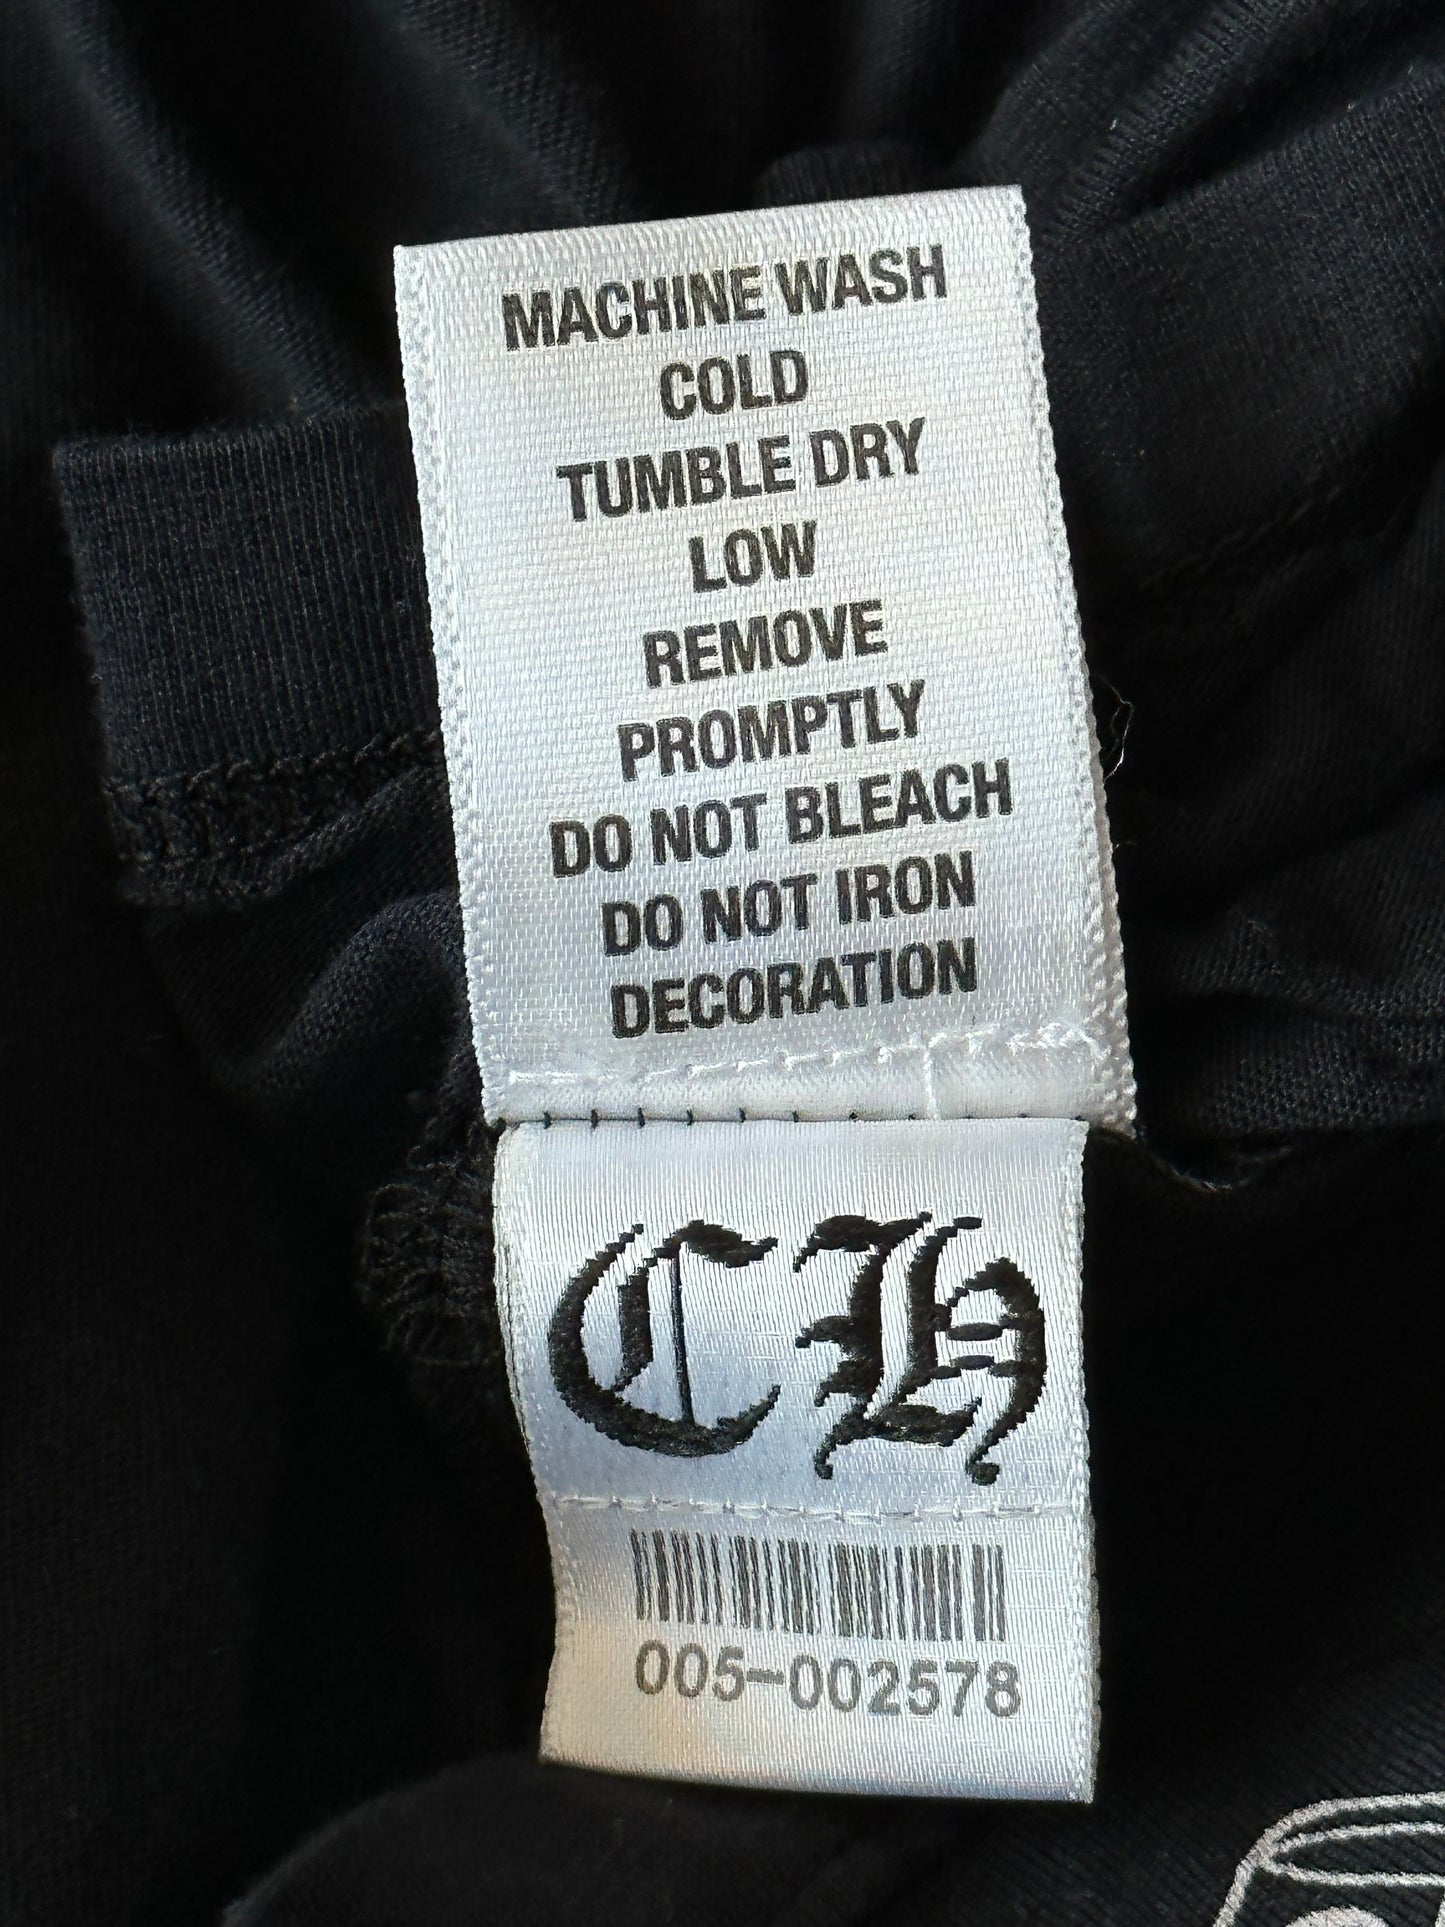 MACHINE WASH
COLD
TUMBLE DRY
LOW
REMOVE
PROMPTLY
DO NOT BLEACH
DO NOT IRON
DECORATION
CH
005-002578